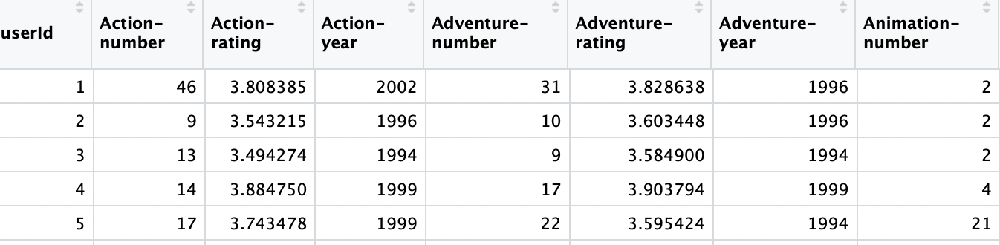 userId Action-number Action-rating Action-year Adventure-number Adventure-rating Adventure-year Animation-number
1 46 3.808385 2002 31 3.828638 1996 2
2 9 3.543215 1996 10 3.603448 1996 2
3 13 3.494274 1994 9 3.584900 1994 2
4 14 3.884750 1999 17 3.903794 1999 4
5 17 3.743478 1999 22 3.595424 1994 21